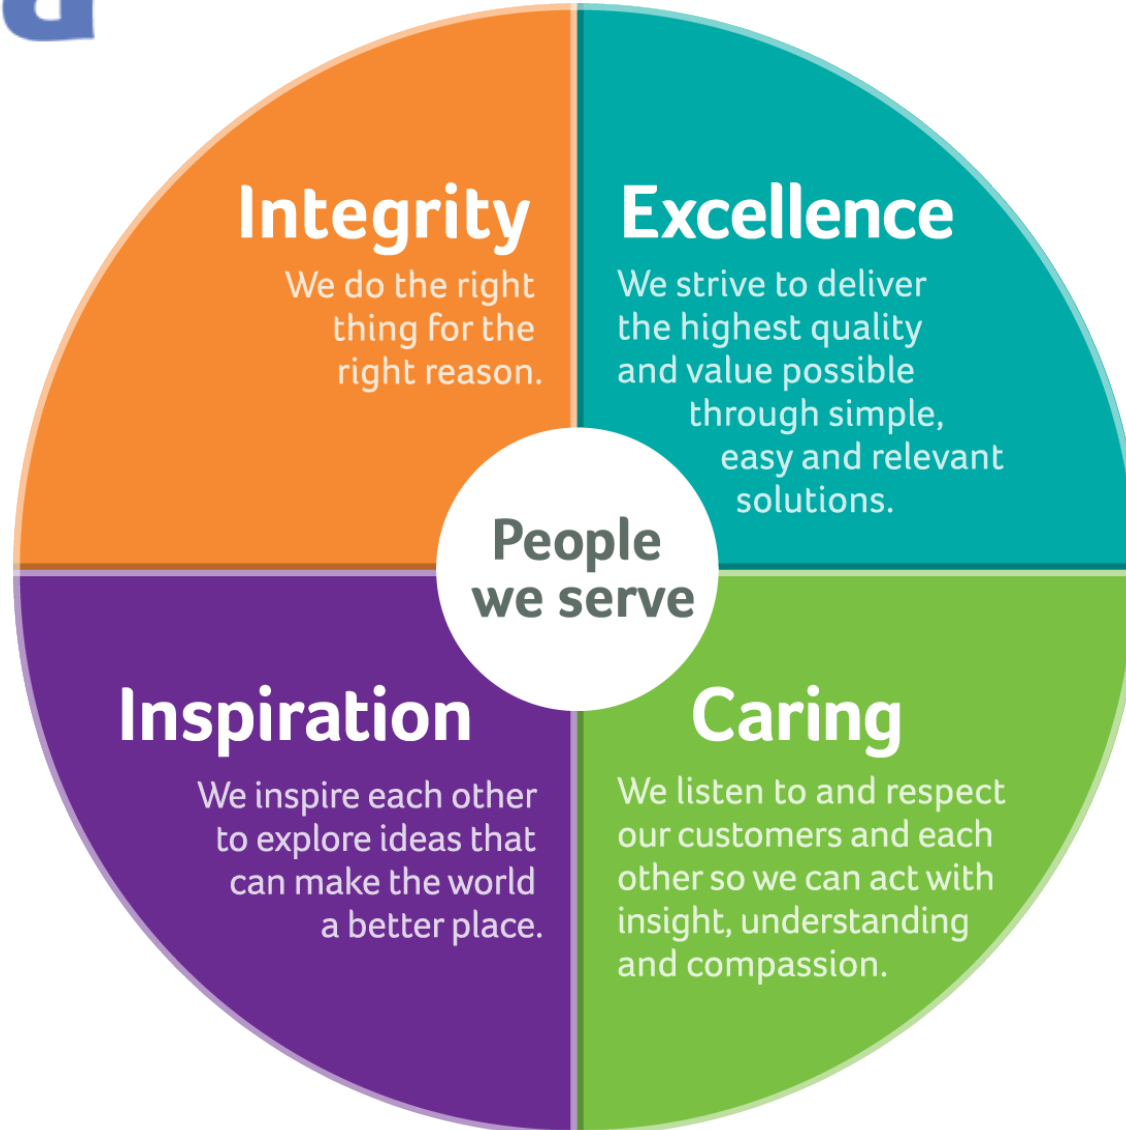 a
Integrity
We do the right
thing for the
right reason.
Excellence
We strive to deliver
the highest quality
and value possible
through simple,
easy and relevant
solutions.
People
we serve
Inspiration
We inspire each other
to explore ideas that
can make the world
a better place.
Caring
We listen to and respect
our customers and each
other so we can act with
insight, understanding
and compassion.